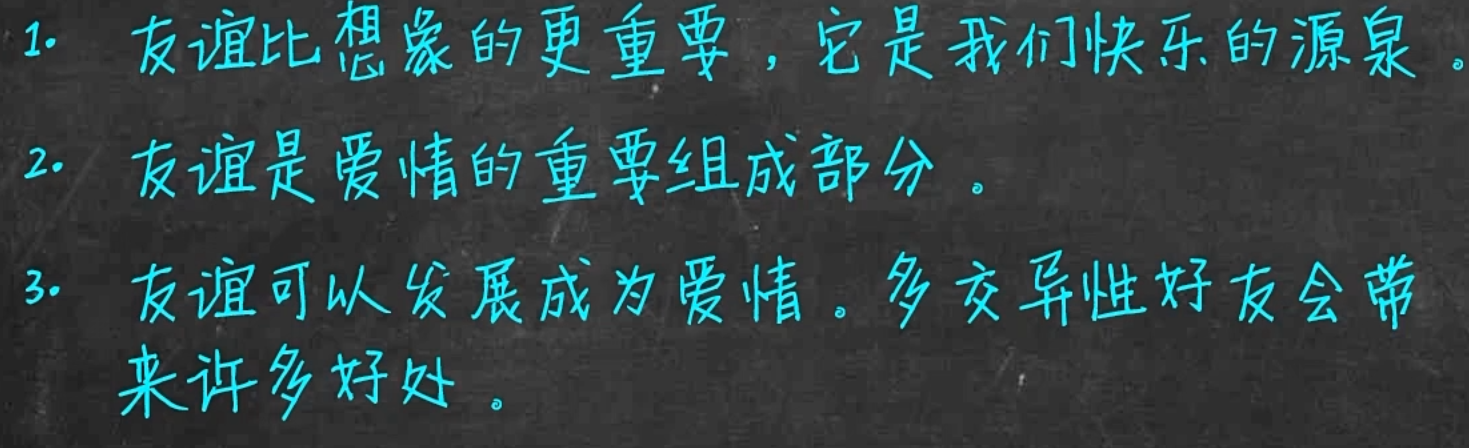 1. 友谊比想象的更重要，它是我们快乐的源泉。
2. 友谊是爱情的重要组成部分。
3. 友谊可以发展成为爱情。多交异性好友会带
来许多好处。